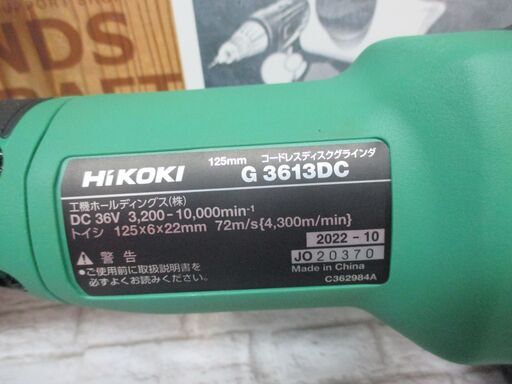 NDS
RAFT
HiKOKI
125mm コードレスディスクグラインダ
G 3613DC
工機ホールディングス(株)
DC 36V 3,200-10,000min-¹
トイシ 125×6×22mm 72m/s{4,300m/min}
警告
●ご使用前に取扱説明書を
必ずよくお読みください。
2022-10
JO 20370
Made in China
C362984A